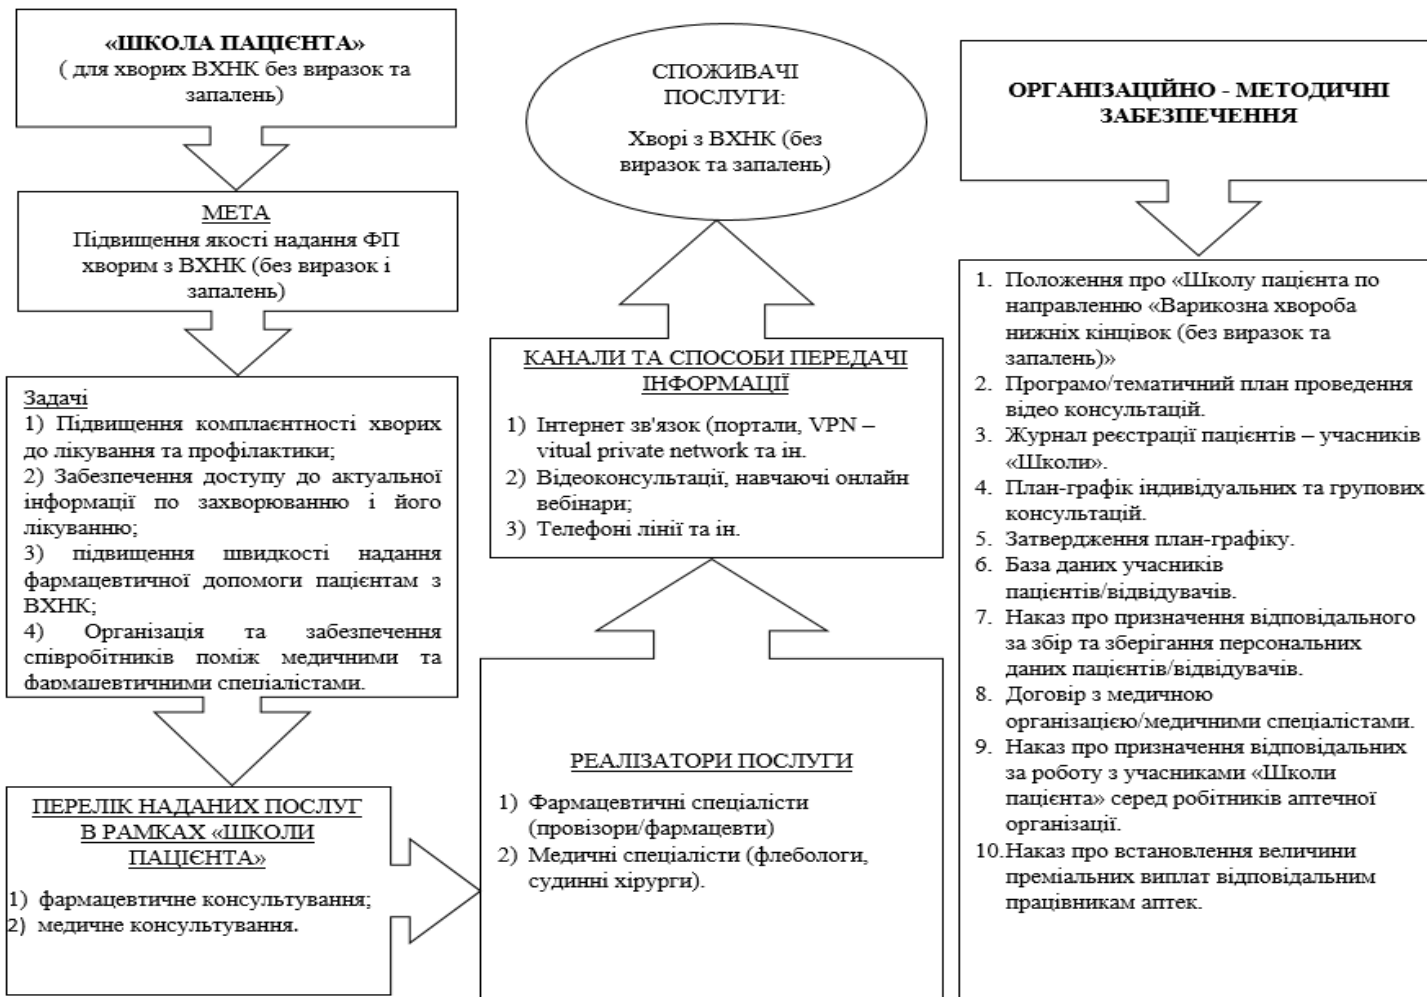 «ШКОЛА ПАЦІЄНТА»
( для хворих ВХНК без виразок та
запалень)
МЕТА
Підвищення якості надання ФП
хворим з ВХНК (без виразок і
запалень)
Задачі
1) Підвищення комплаєнтності хворих
до лікування та профілактики;
2) Забезпечення доступу до актуальної
інформації по захворюванню і його
лікуванню;
3) підвищення швидкості надання
фармацевтичної допомоги пацієнтам з
ВХНК;
4) Організація та забезпечення
співробітників поміж медичними та
фармацевтичними спеціалістами.
ПЕРЕЛІК НАДАНИХ ПОСЛУГ
В РАМКАХ «ШКОЛИ
ПАЦІЄНТА»
1) фармацевтичне консультування;
2) медичне консультування.
РЕАЛІЗАТОРИ ПОСЛУГИ
1) Фармацевтичні спеціалісти
(провізори/фармацевти)
2) Медичні спеціалісти (флебологи,
судинні хірурги).
КАНАЛИ ТА СПОСОБИ ПЕРЕДАЧІ
ІНФОРМАЦІЇ
1) Інтернет зв'язок (портали, VPN –
vitual private network та ін.
2) Відеоконсультації, навчаючі онлайн
вебінари;
3) Телефоні лінії та ін.
СПОЖИВАЧІ
ПОСЛУГИ:
Хворі з ВХНК (без
виразок та запалень)
ОРГАНІЗАЦІЙНО - МЕТОДИЧНІ
ЗАБЕЗПЕЧЕННЯ
1. Положення про «Школу пацієнта по
направленню «Варикозна хвороба
нижніх кінцівок (без виразок та
запалень)»
2. Програмо/тематичний план проведення
відео консультацій.
3. Журнал реєстрації пацієнтів – учасників
«Школи».
4. План-графік індивідуальних та групових
консультацій.
5. Затвердження план-графіку.
6. База даних учасників
пацієнтів/відвідувачів.
7. Наказ про призначення відповідального
за збір та зберігання персональних
даних пацієнтів/відвідувачів.
8. Договір з медичною
організацією/медичними спеціалістами.
9. Наказ про призначення відповідальних
за роботу з учасниками «Школи
пацієнта» серед робітників аптечної
організації.
10.Наказ про встановлення величини
преміальних виплат відповідальним
працівникам аптек.